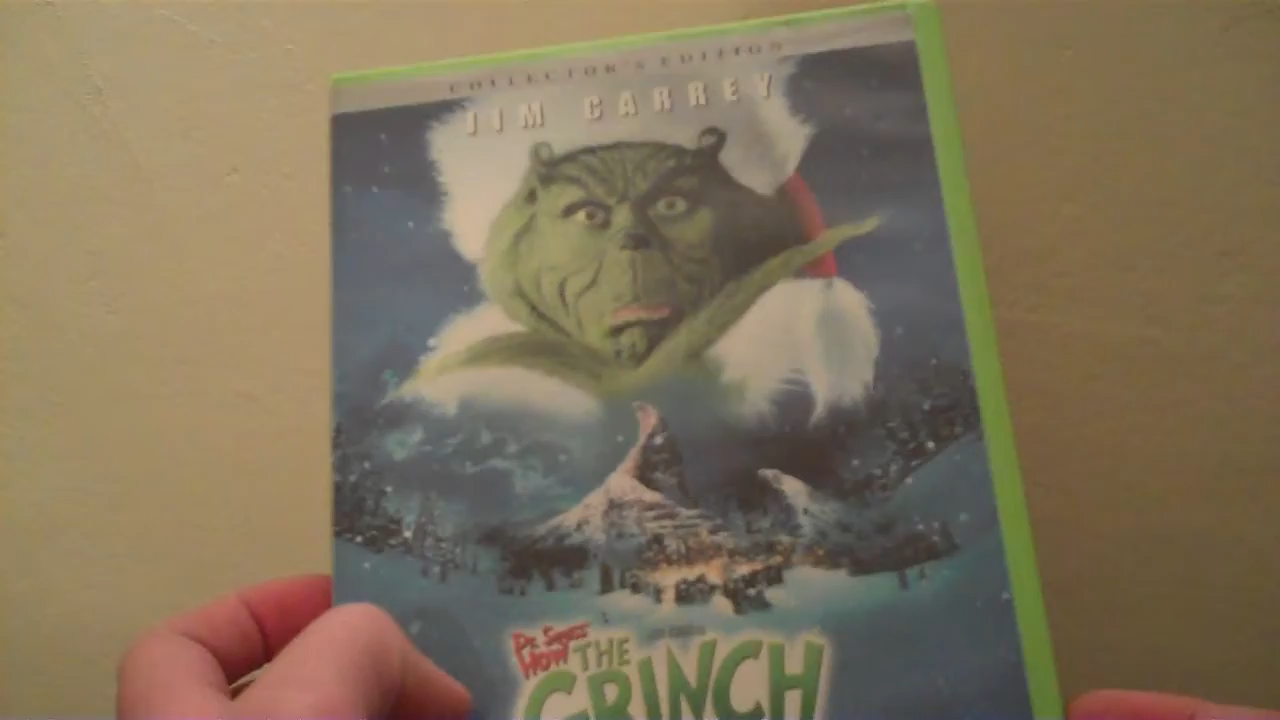 COLLECTOR'S EDITION
JIM CARREY
Dr. Seuss'
HOW THE
GRINCH